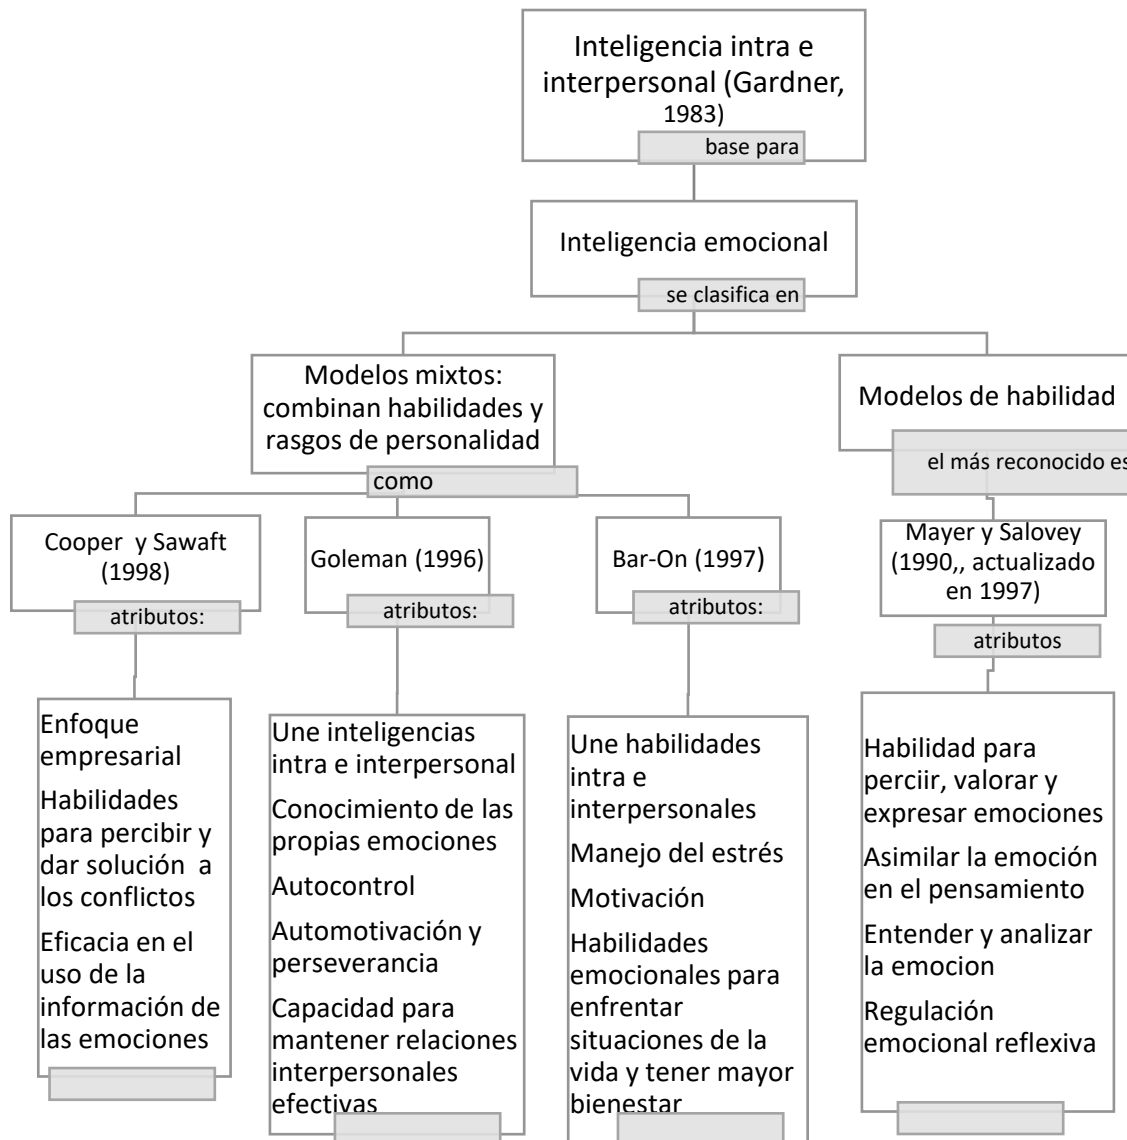 Inteligencia intra e
interpersonal (Gardner,
1983)
base para
Inteligencia emocional
se clasifica en
Modelos mixtos:
combinan habilidades y
rasgos de personalidad
como
Modelos de habilidad
el más reconocido es
Cooper y Sawaft
(1998)
atributos:
Goleman (1996)
atributos:
Bar-On (1997)
atributos:
Mayer y Salovey
(1990,, actualizado
en 1997)
atributos
Enfoque
empresarial
Habilidades
para percibir y
dar solución a
los conflictos
Eficacia en el
uso de la
información de
las emociones
Une inteligencias
intra e interpersonal
Conocimiento de las
propias emociones
Autocontrol
Automotivación y
perseverancia
Capacidad para
mantener relaciones
interpersonales
efectivas
Une habilidades
intra e
interpersonales
Manejo del estrés
Motivación
Habilidades
emocionales para
enfrentar
situaciones de la
vida y tener mayor
bienestar
Habilidad para
perciir, valorar y
expresar emociones
Asimilar la emoción
en el pensamiento
Entender y analizar
la emocion
Regulación
emocional reflexiva